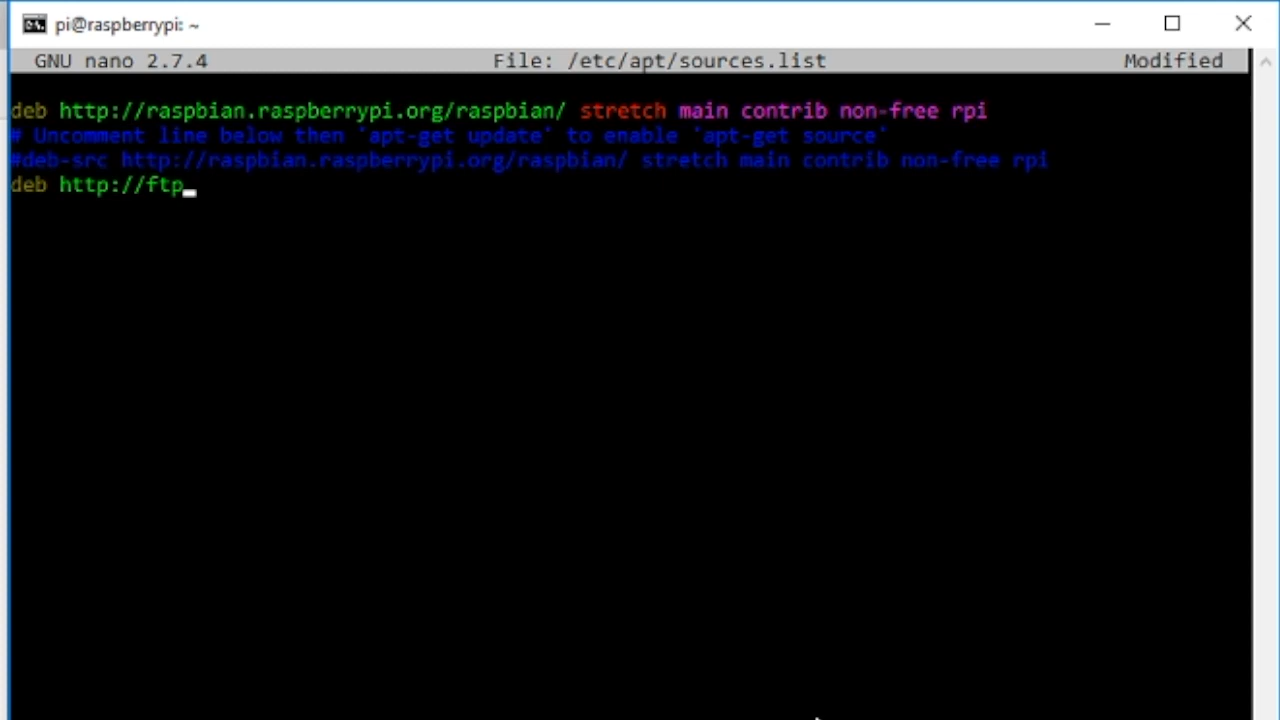 pi@raspberrypi: ~
GNU nano 2.7.4 File: /etc/apt/sources.list Modified
deb http://raspbian.raspberrypi.org/raspbian/ stretch main contrib non-free rpi
# Uncomment line below then 'apt-get update' to enable 'apt-get source'
#deb-src http://raspbian.raspberrypi.org/raspbian/ stretch main contrib non-free rpi
deb http://ftp